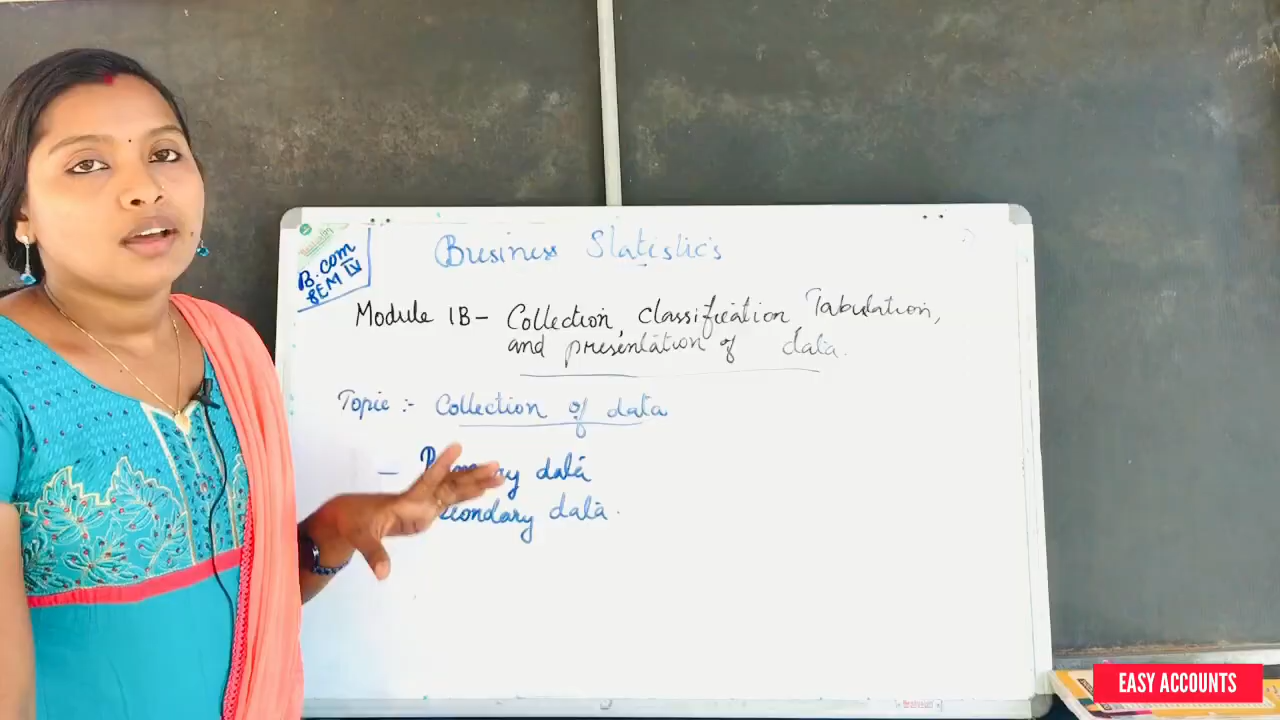 B.com
SEM IV
Business Statistics
Module 1B - Collection, classification Tabulation,
and presentation of data.
Topic :- Collection of data
- Primary data
Secondary data.
EASY ACCOUNTS